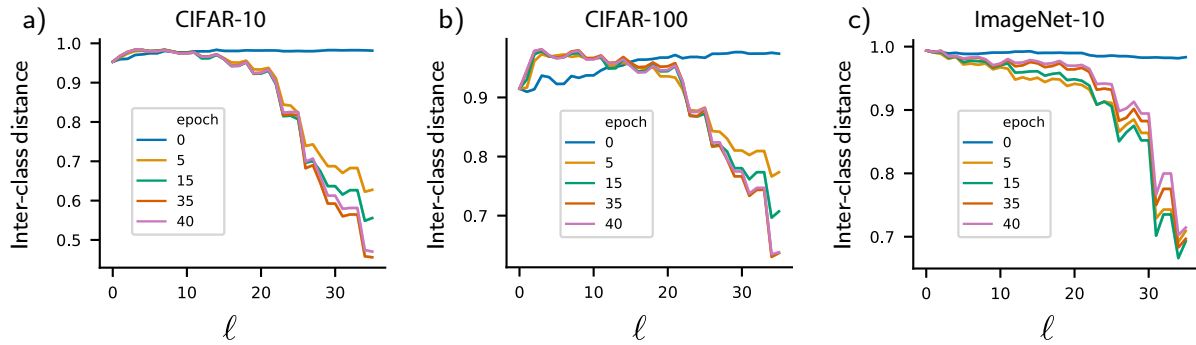 a) CIFAR-10
Inter-class distance
1.0
0.9
0.8
0.7
0.6
0.5
epoch
0
5
15
35
40
0 10 20 30
ℓ
b) CIFAR-100
Inter-class distance
0.9
0.8
0.7
epoch
0
5
15
35
40
0 10 20 30
ℓ
c) ImageNet-10
Inter-class distance
1.0
0.9
0.8
0.7
epoch
0
5
15
35
40
0 10 20 30
ℓ